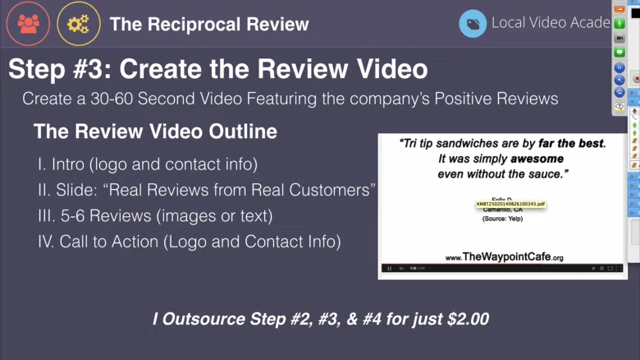 The Reciprocal Review
Local Video Acade
Step #3: Create the Review Video
Create a 30-60 Second Video Featuring the company's Positive Reviews
The Review Video Outline
I. Intro (logo and contact info)
II. Slide: "Real Reviews from Real Customers"
III. 5-6 Reviews (images or text)
IV. Call to Action (Logo and Contact Info)
"Tri tip sandwiches are by far the best.
It was simply awesome
even without the sauce."
Felix D.
Camarillo, CA
(Source: Yelp)
www.TheWaypointCafe.org
I Outsource Step #2, #3, & #4 for just $2.00